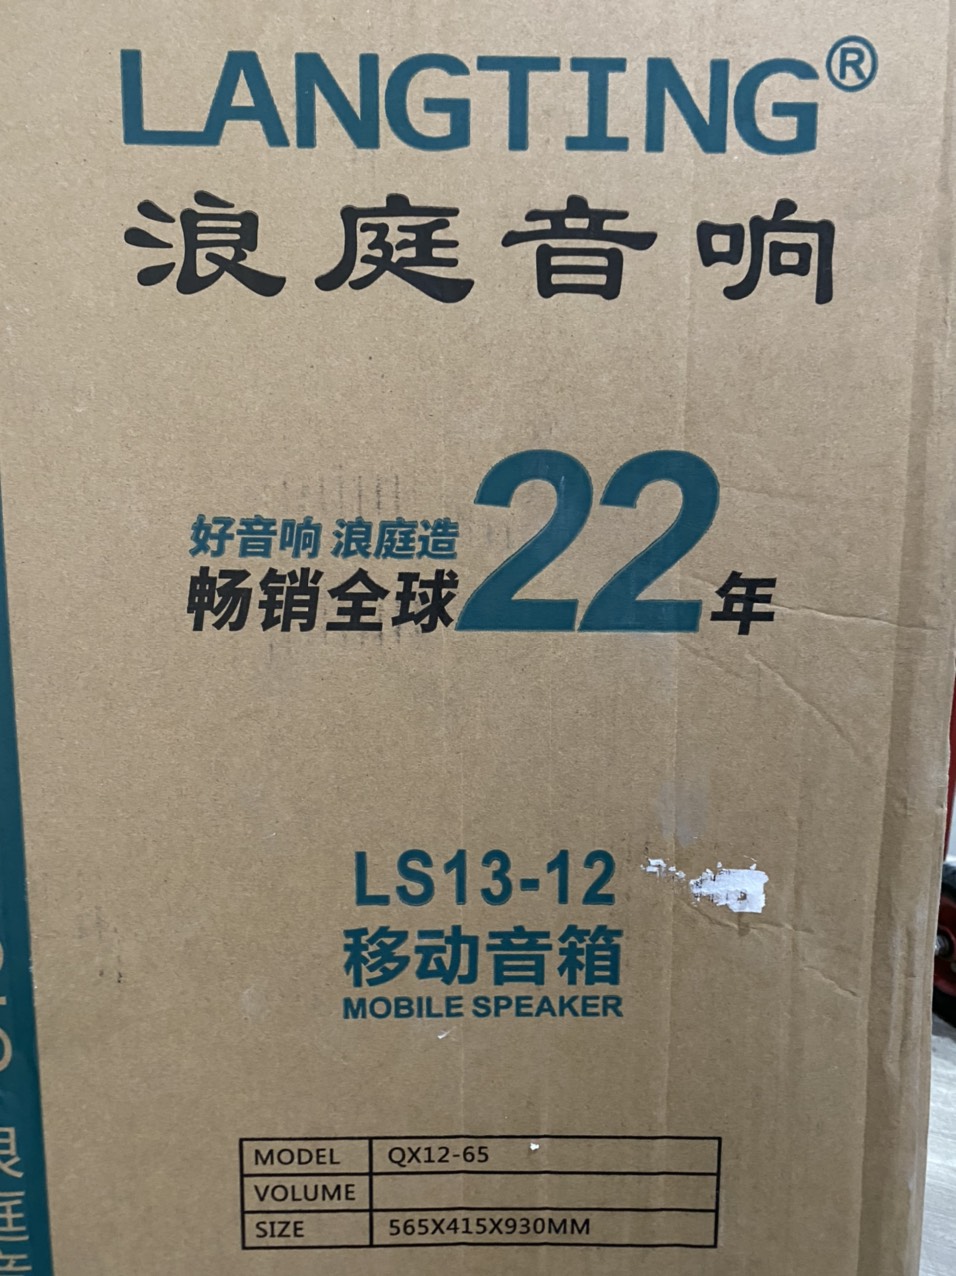 LANGTING®
浪庭音响
好音响 浪庭造
畅销全球22年
LS13-12
移动音箱
MOBILE SPEAKER
MODEL QX12-65
VOLUME
SIZE 565X415X930MM